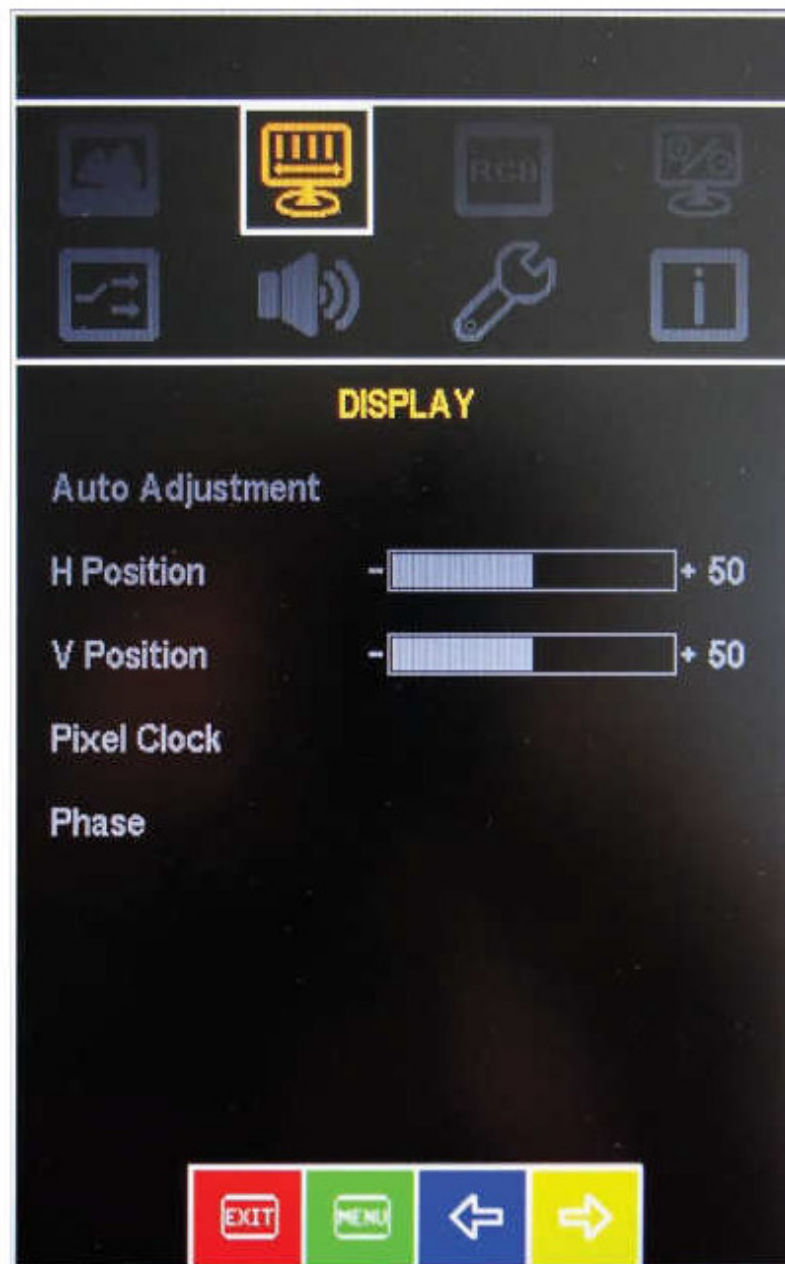 RGB
i
DISPLAY
Auto Adjustment
H Position - + 50
V Position - + 50
Pixel Clock
Phase
EXIT MENU